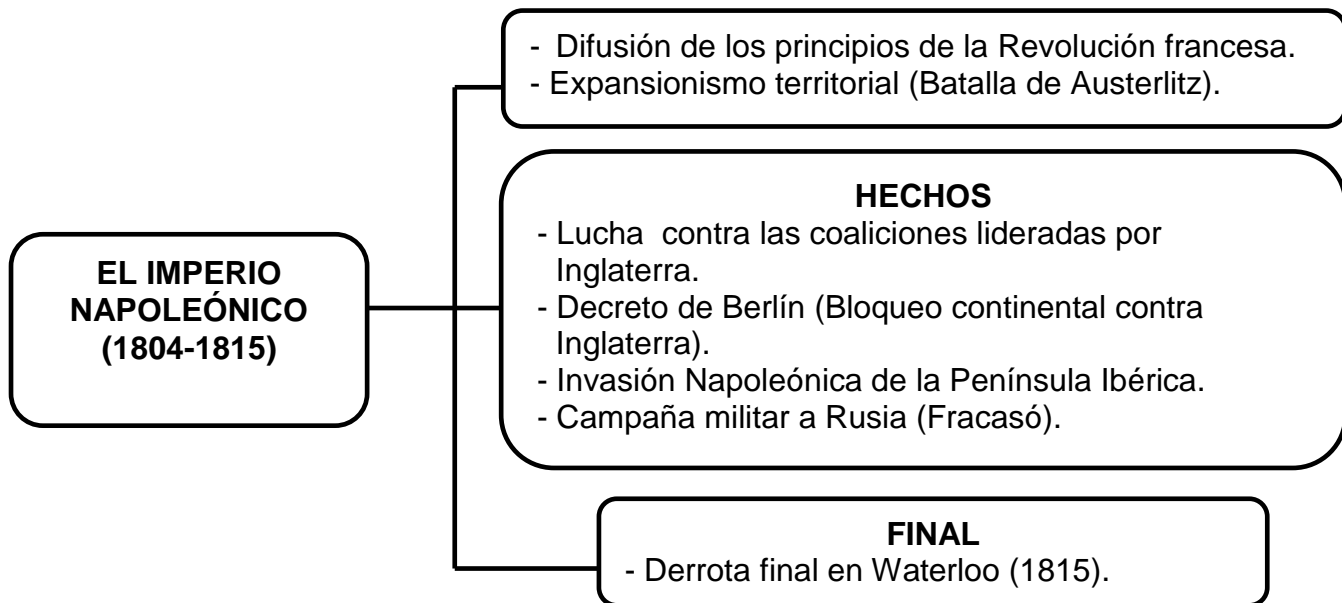 EL IMPERIO
NAPOLEÓNICO
(1804-1815)
- Difusión de los principios de la Revolución francesa.
- Expansionismo territorial (Batalla de Austerlitz).
HECHOS
- Lucha contra las coaliciones lideradas por
Inglaterra.
- Decreto de Berlín (Bloqueo continental contra
Inglaterra).
- Invasión Napoleónica de la Península Ibérica.
- Campaña militar a Rusia (Fracasó).
FINAL
- Derrota final en Waterloo (1815).